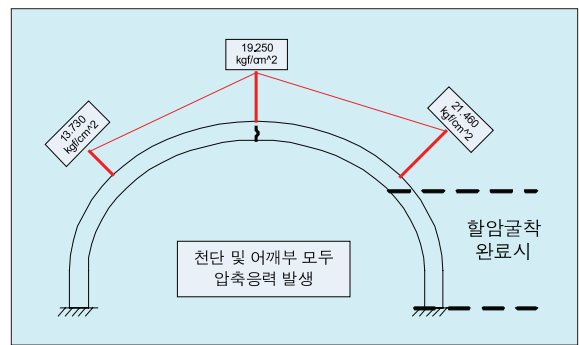 19.250
kgf/cm^2
13.730
kgf/cm^2
21.460
kgf/cm^2
할암굴착
완료시
천단 및 어깨부 모두
압축응력 발생